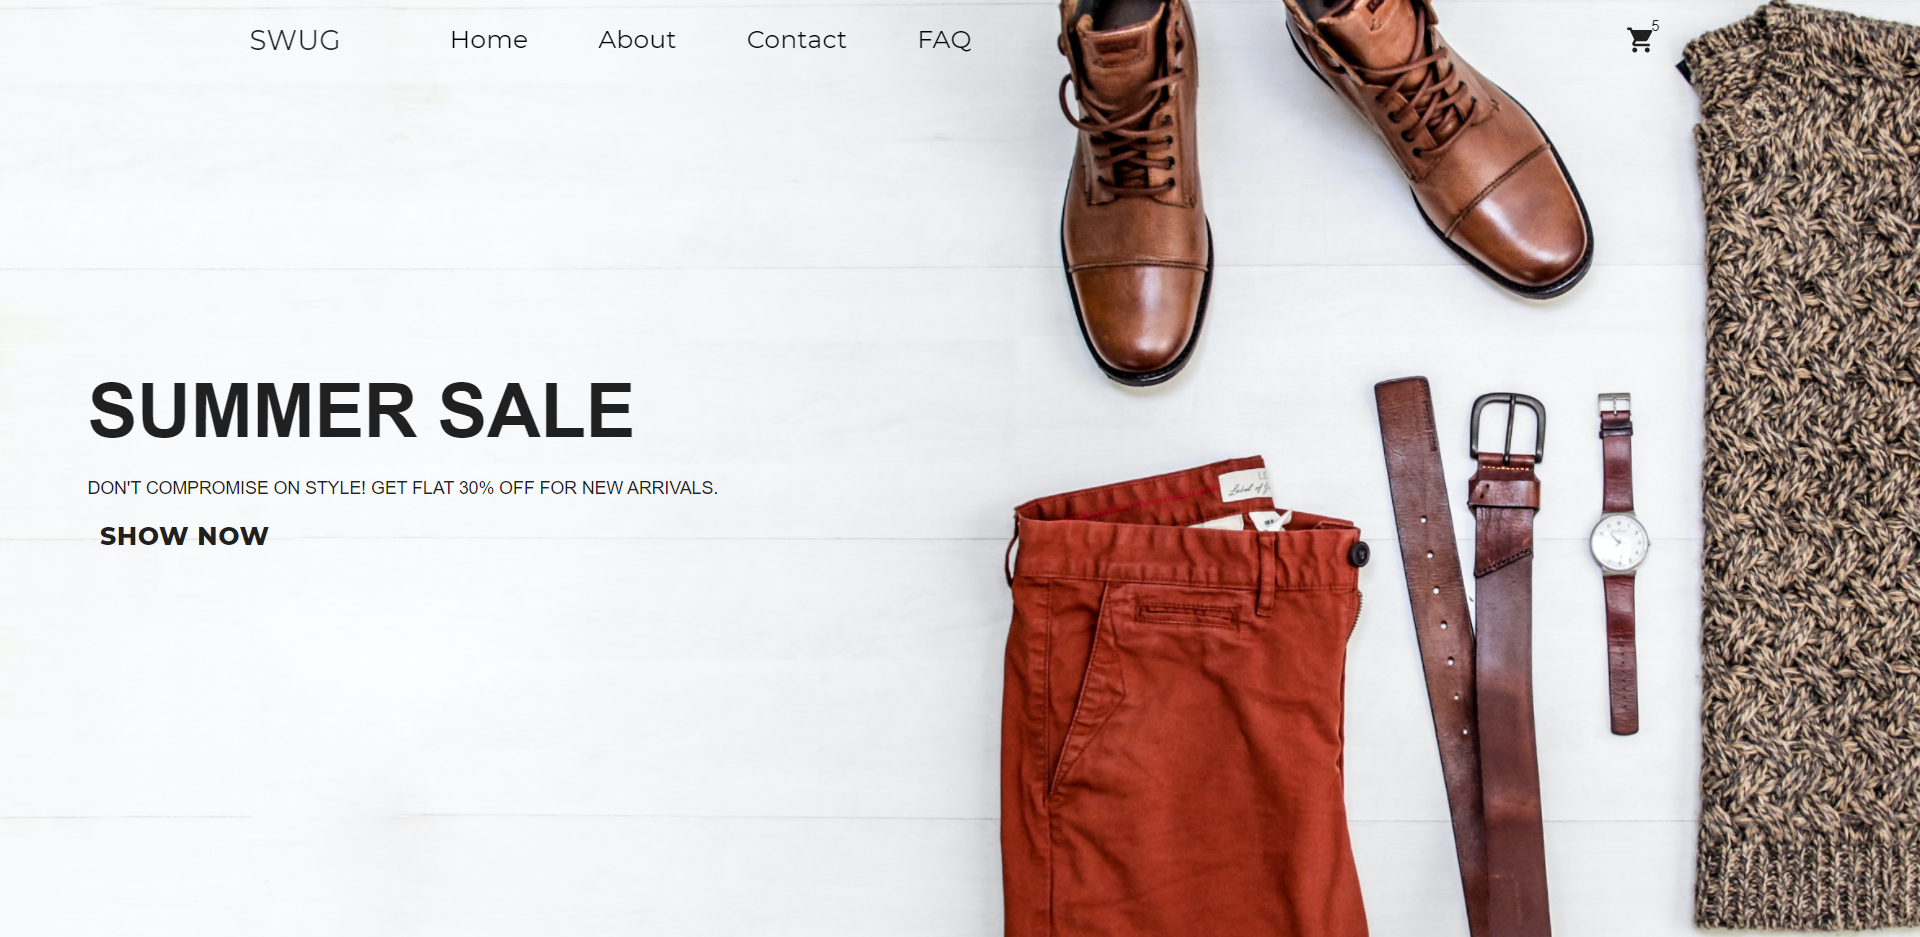 SWUG Home About Contact FAQ 5
SUMMER SALE
DON'T COMPROMISE ON STYLE! GET FLAT 30% OFF FOR NEW ARRIVALS.
SHOW NOW